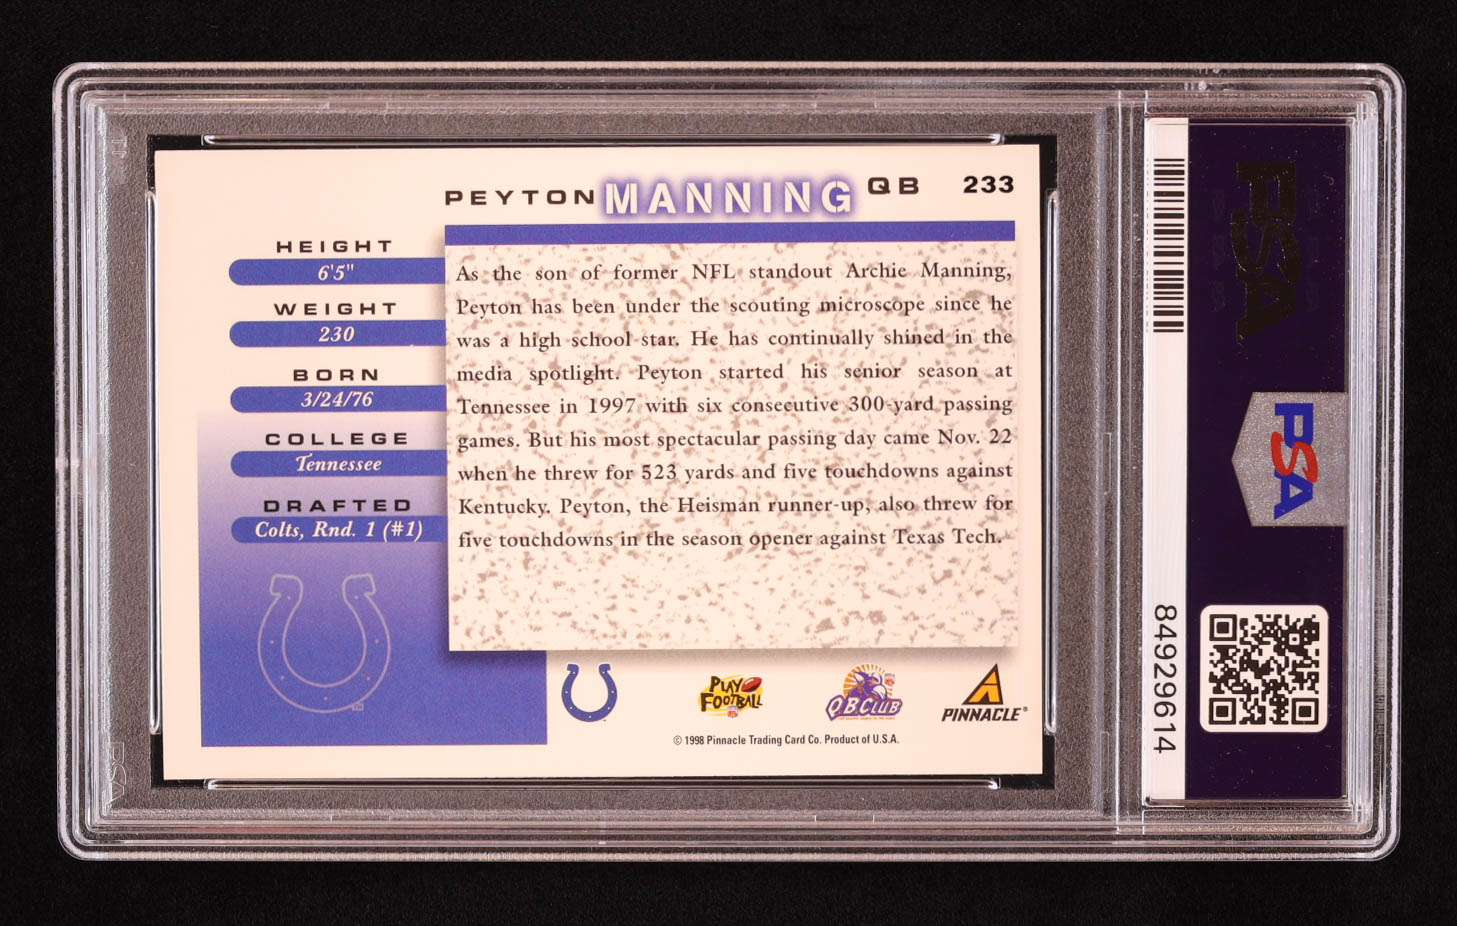 PEYTON MANNING QB 233
HEIGHT
6'5"
WEIGHT
230
BORN
3/24/76
COLLEGE
Tennessee
DRAFTED
Colts, Rnd. 1 (#1)
As the son of former NFL standout Archie Manning,
Peyton has been under the scouting microscope since he
was a high school star. He has continually shined in the
media spotlight. Peyton started his senior season at
Tennessee in 1997 with six consecutive 300-yard passing
games. But his most spectacular passing day came Nov. 22
when he threw for 523 yards and five touchdowns against
Kentucky. Peyton, the Heisman runner-up, also threw for
five touchdowns in the season opener against Texas Tech.
PLAY
FOOTBALL
QB CLUB
PINNACLE®
© 1998 Pinnacle Trading Card Co. Product of U.S.A.
PSA
PSA
84929614
PSA